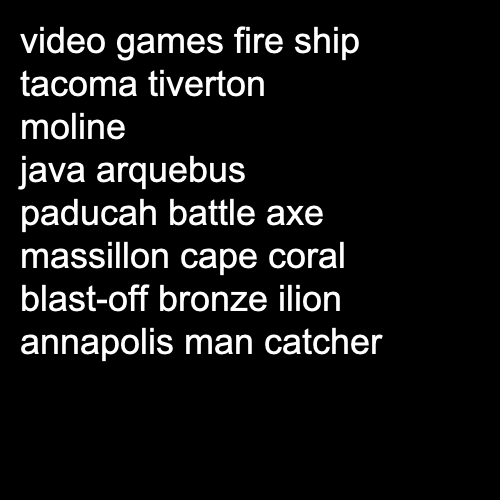 video games fire ship
tacoma tiverton
moline
java arquebus
paducah battle axe
massillon cape coral
blast-off bronze ilion
annapolis man catcher